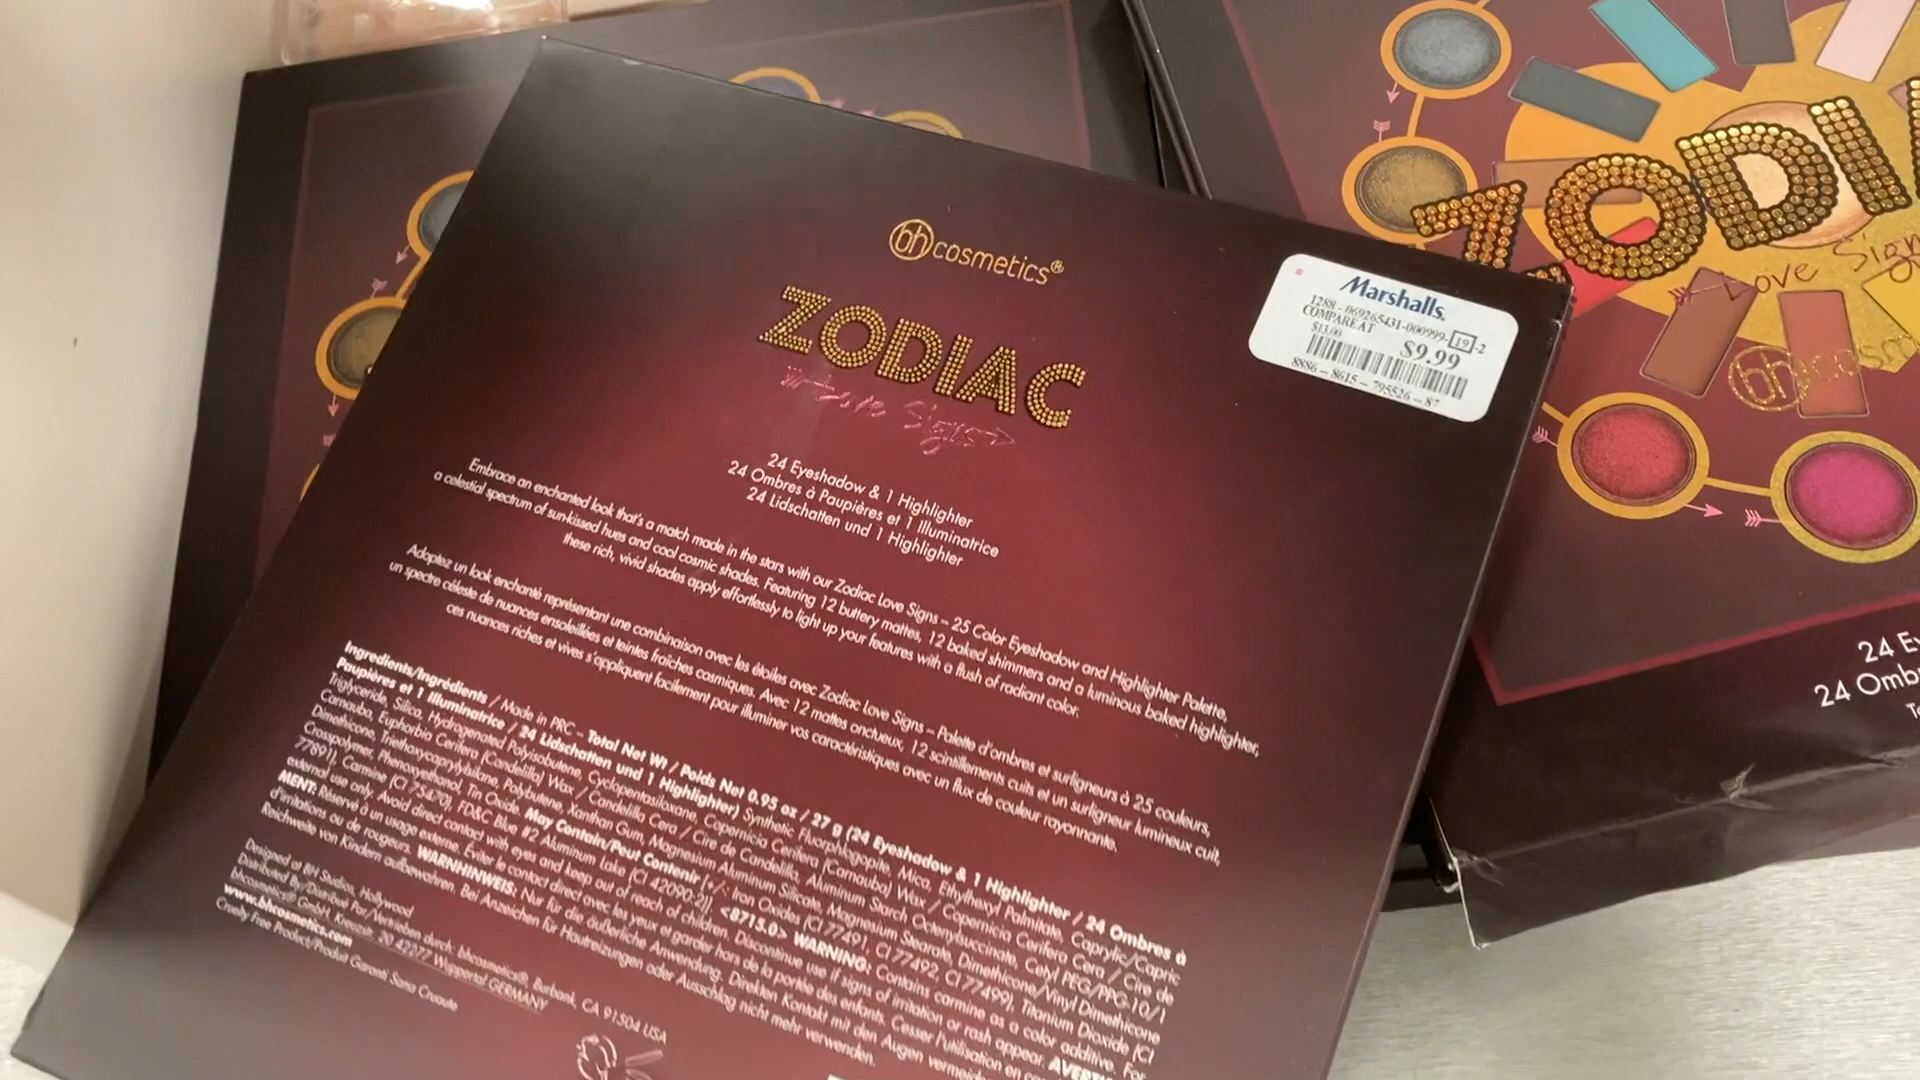 bh cosmetics®
ZODIAC
Love Signs
24 Eyeshadow & 1 Highlighter
24 Ombres à Paupières et 1 Illuminatrice
24 Lidschatten und 1 Highlighter
Embrace an enchanted look that's a match made in the stars with our Zodiac Love Signs – 25 Color Eyeshadow and Highlighter Palette,
a celestial spectrum of sun-kissed hues and cool cosmic shades. Featuring 12 buttery mattes, 12 baked shimmers and a luminous baked highlighter,
these rich, vivid shades apply effortlessly to light up your features with a flush of radiant color.
Adoptez un look enchanté représentant une combinaison avec les étoiles avec Zodiac Love Signs – Palette d'ombres et surligneurs à 25 couleurs,
un spectre céleste de nuances ensoleillées et teintes fraîches cosmiques. Avec 12 mattes onctueux, 12 scintillements cuits et un surligneur lumineux cuit,
ces nuances riches et vives s'appliquent facilement pour illuminer vos caractéristiques avec un flux de couleur rayonnante.
Ingredients/Ingrédients / Made in PRC – Total Net Wt / Poids Net 0.95 oz / 27 g (24 Eyeshadow & 1 Highlighter / 24 Ombres à
Paupières et 1 Illuminatrice / 24 Lidschatten und 1 Highlighter) Synthetic Fluorphlogopite, Mica, Ethylhexyl Palmitate, Caprylic/Capric
Triglyceride, Silica, Hydrogenated Polyisobutene, Cyclopentasiloxane, Copernicia Cerifera (Carnauba) Wax / Copernicia Cerifera Cera / Cire de
Carnauba, Euphorbia Cerifera (Candelilla) Wax / Candelilla Cera / Cire de Candelilla, Aluminum Starch Octenylsuccinate, Cetyl PEG/PPG-10/1
Dimethicone, Triethoxycaprylylsilane, Polybutene, Xanthan Gum, Magnesium Aluminum Silicate, Magnesium Stearate, Dimethicone/Vinyl Dimethicone
Crosspolymer, Phenoxyethanol, Tin Oxide. May Contain/Peut Contenir (+/-: Iron Oxides (CI 77491, CI 77492, CI 77499), Titanium Dioxide (CI
77891), Carmine (CI 75470), FD&C Blue #2 Aluminum Lake (CI 42090:2)). <8715.0> WARNING: Contains carmine as a color additive. For
external use only. Avoid direct contact with eyes and keep out of reach of children. Discontinue use if signs of irritation or rash appear. AVERTIS
MENT: Réservé à un usage externe. Éviter le contact direct avec les yeux et garder hors de la portée des enfants. Cesser l'utilisation en ca
d'irritations ou de rougeurs. WARNHINWEIS: Nur für die äußerliche Anwendung. Direkten Kontakt mit den Augen vermeide
Reichweite von Kindern aufbewahren. Bei Anzeichen für Hautreizungen oder Ausschlag nicht mehr verwenden.
Designed at BH Studios, Hollywood
Distributed By/Distribué Par/Vertrieben durch: bhcosmetics®, Burbank, CA 91504 USA
bhcosmetics® GmbH, Kreuzstr. 20 42277 Wuppertal GERMANY
www.bhcosmetics.com
Cruelty Free Product/Produit Garanti Sans Cruauté
Marshalls.
1288 - 069265431-000999-19-2
COMPARE AT
$13.00
$9.99
8886 – 8615 – 795526 – 87
ZODIA
Love Sign
bh cosm
24 Ey
24 Omb